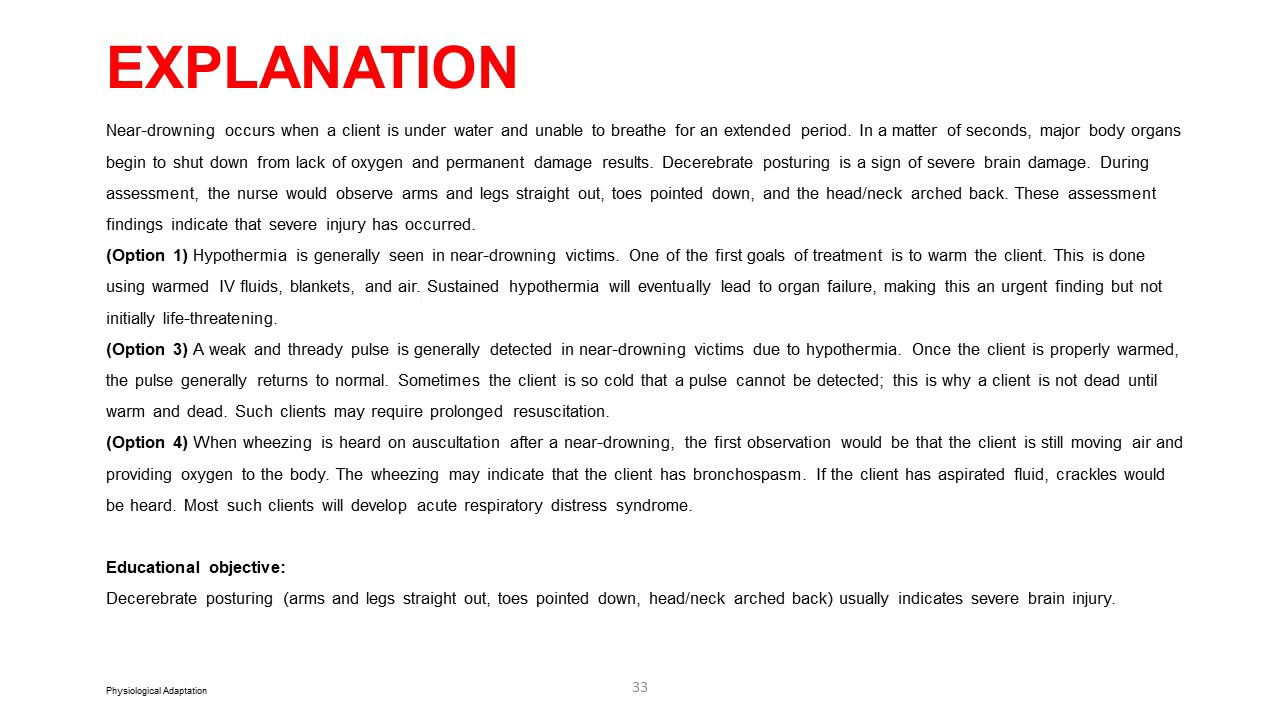 EXPLANATION
Near-drowning occurs when a client is under water and unable to breathe for an extended period. In a matter of seconds, major body organs
begin to shut down from lack of oxygen and permanent damage results. Decerebrate posturing is a sign of severe brain damage. During
assessment, the nurse would observe arms and legs straight out, toes pointed down, and the head/neck arched back. These assessment
findings indicate that severe injury has occurred.
(Option 1) Hypothermia is generally seen in near-drowning victims. One of the first goals of treatment is to warm the client. This is done
using warmed IV fluids, blankets, and air. Sustained hypothermia will eventually lead to organ failure, making this an urgent finding but not
initially life-threatening.
(Option 3) A weak and thready pulse is generally detected in near-drowning victims due to hypothermia. Once the client is properly warmed,
the pulse generally returns to normal. Sometimes the client is so cold that a pulse cannot be detected; this is why a client is not dead until
warm and dead. Such clients may require prolonged resuscitation.
(Option 4) When wheezing is heard on auscultation after a near-drowning, the first observation would be that the client is still moving air and
providing oxygen to the body. The wheezing may indicate that the client has bronchospasm. If the client has aspirated fluid, crackles would
be heard. Most such clients will develop acute respiratory distress syndrome.
Educational objective:
Decerebrate posturing (arms and legs straight out, toes pointed down, head/neck arched back) usually indicates severe brain injury.
Physiological Adaptation
33